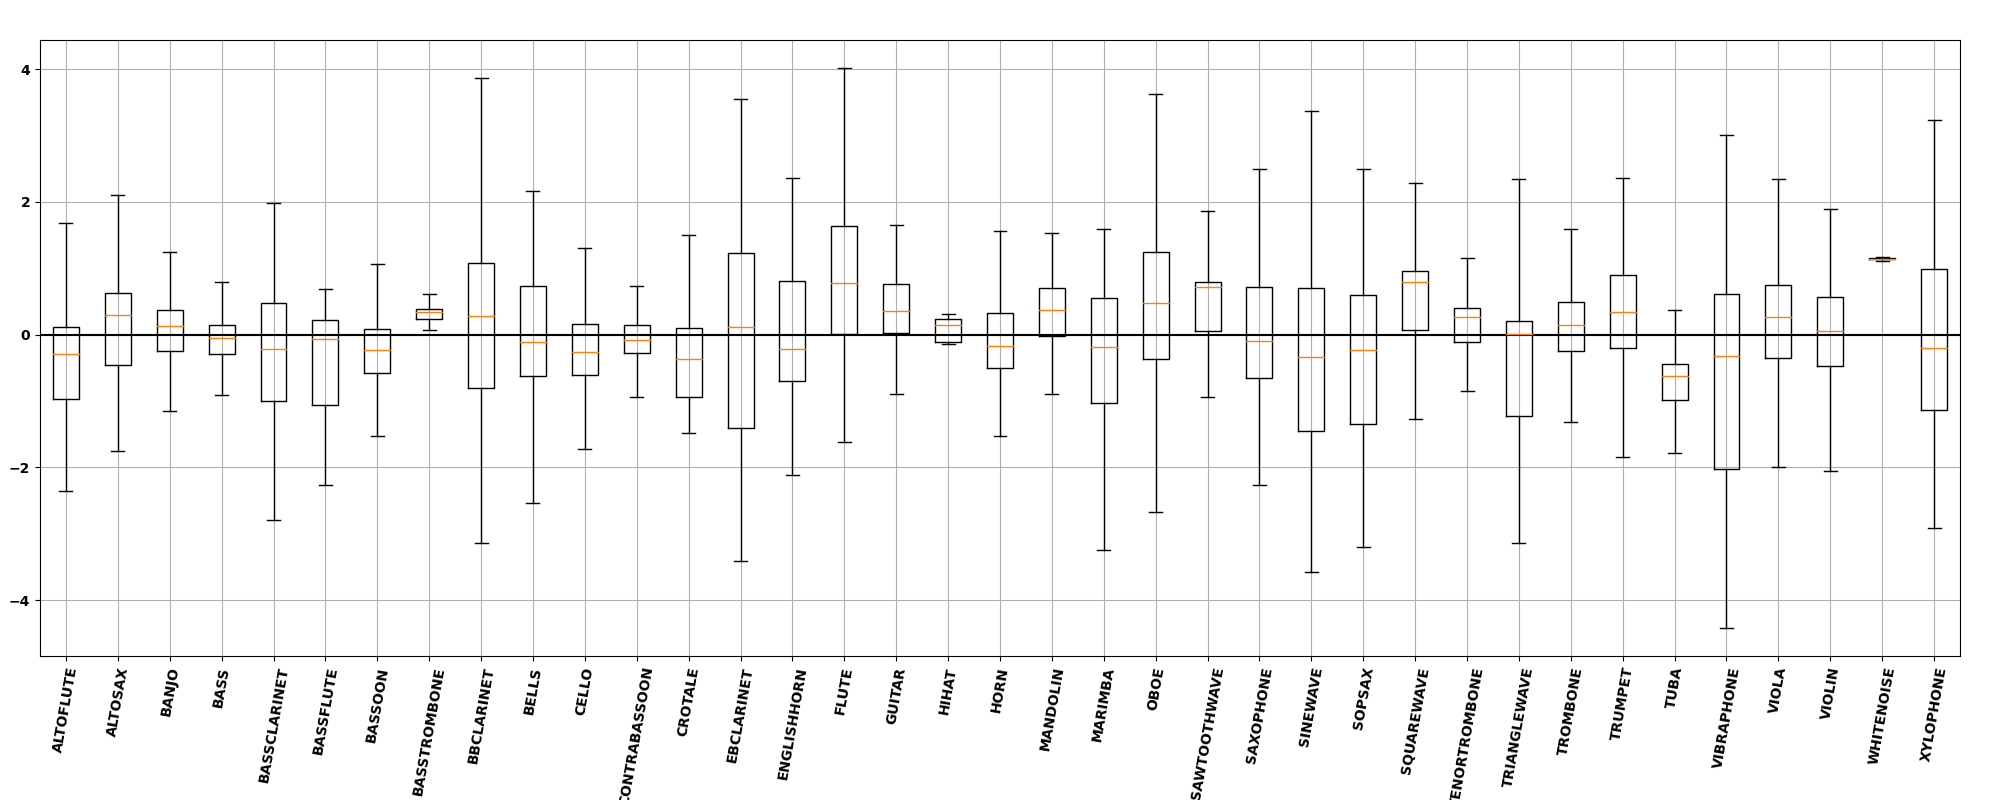 4
2
0
−2
−4
ALTOFLUTE
ALTOSAX
BANJO
BASS
BASSCLARINET
BASSFLUTE
BASSOON
BASSTROMBONE
BBCLARINET
BELLS
CELLO
CONTRABASSOON
CROTALE
EBCLARINET
ENGLISHHORN
FLUTE
GUITAR
HIHAT
HORN
MANDOLIN
MARIMBA
OBOE
SAWTOOTHWAVE
SAXOPHONE
SINEWAVE
SOPSAX
SQUAREWAVE
TENORTROMBONE
TRIANGLEWAVE
TROMBONE
TRUMPET
TUBA
VIBRAPHONE
VIOLA
VIOLIN
WHITENOISE
XYLOPHONE